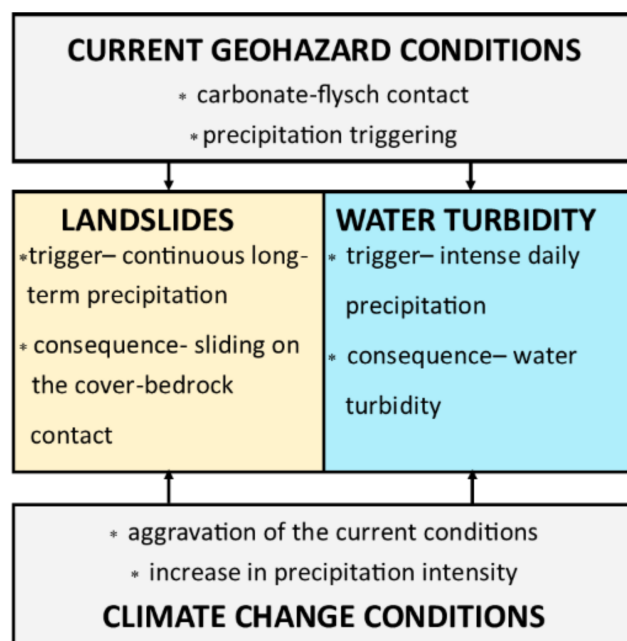 CURRENT GEOHAZARD CONDITIONS
* carbonate-flysch contact
* precipitation triggering
LANDSLIDES
* trigger– continuous long-
term precipitation
* consequence- sliding on
the cover-bedrock
contact
WATER TURBIDITY
* trigger– intense daily
precipitation
* consequence– water
turbidity
* aggravation of the current conditions
* increase in precipitation intensity
CLIMATE CHANGE CONDITIONS